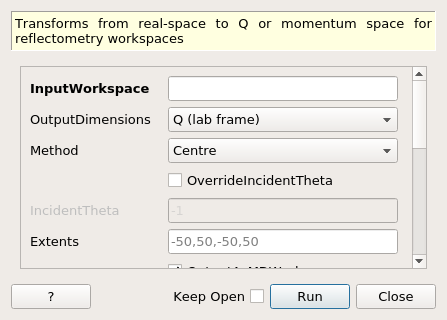 Transforms from real-space to Q or momentum space for
reflectometry workspaces
InputWorkspace
OutputDimensions Q (lab frame)
Method Centre
OverrideIncidentTheta
IncidentTheta -1
Extents -50,50,-50,50
? Keep Open Run Close